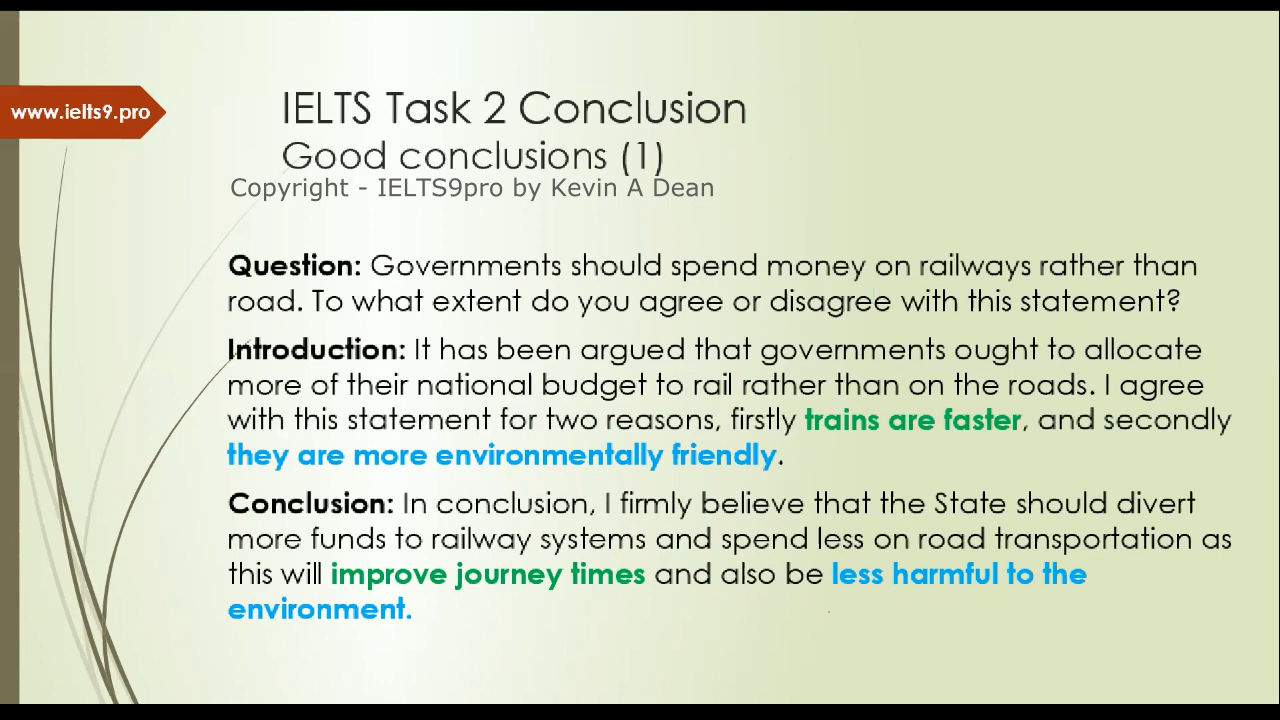 www.ielts9.pro
IELTS Task 2 Conclusion
Good conclusions (1)
Copyright - IELTS9pro by Kevin A Dean
Question: Governments should spend money on railways rather than
road. To what extent do you agree or disagree with this statement?
Introduction: It has been argued that governments ought to allocate
more of their national budget to rail rather than on the roads. I agree
with this statement for two reasons, firstly trains are faster, and secondly
they are more environmentally friendly.
Conclusion: In conclusion, I firmly believe that the State should divert
more funds to railway systems and spend less on road transportation as
this will improve journey times and also be less harmful to the
environment.